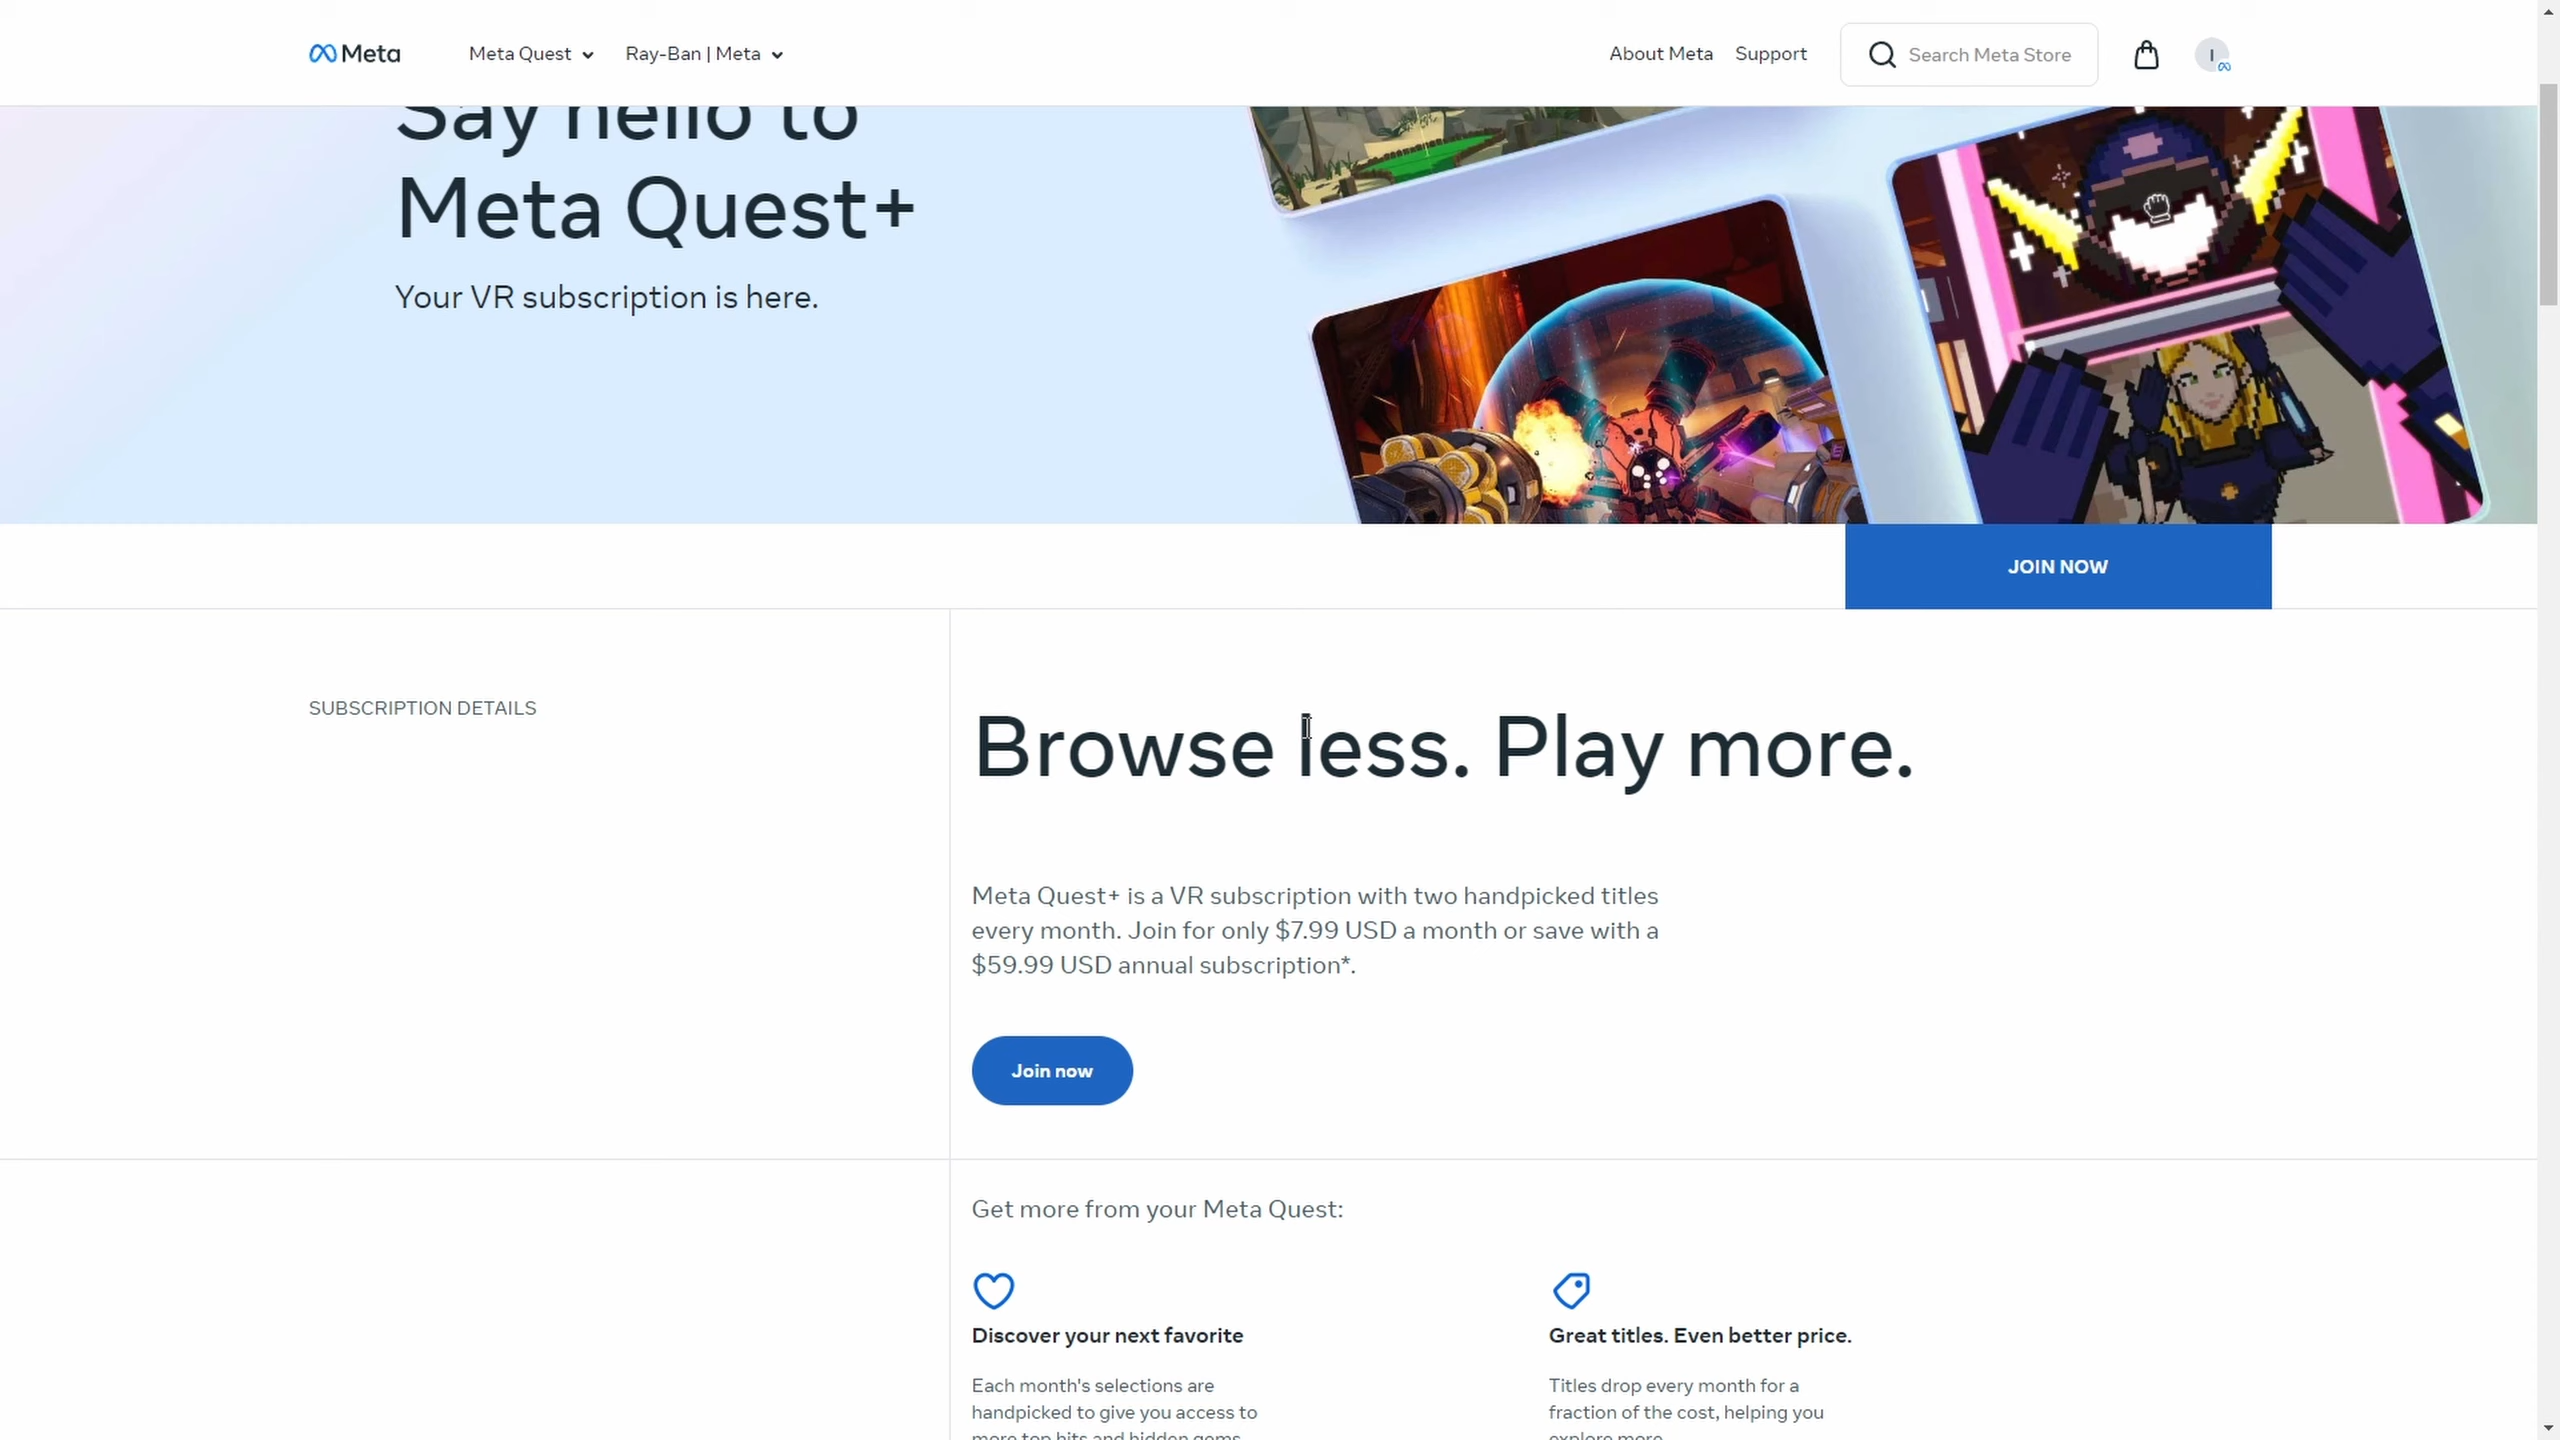 Meta
Meta Quest
Ray-Ban | Meta
About Meta
Support
Search Meta Store
I
Say hello to
Meta Quest+
Your VR subscription is here.
JOIN NOW
SUBSCRIPTION DETAILS
Browse less. Play more.
Meta Quest+ is a VR subscription with two handpicked titles
every month. Join for only $7.99 USD a month or save with a
$59.99 USD annual subscription*.
Join now
Get more from your Meta Quest:
Discover your next favorite
Each month's selections are
handpicked to give you access to
more top hits and hidden gems
Great titles. Even better price.
Titles drop every month for a
fraction of the cost, helping you
explore more